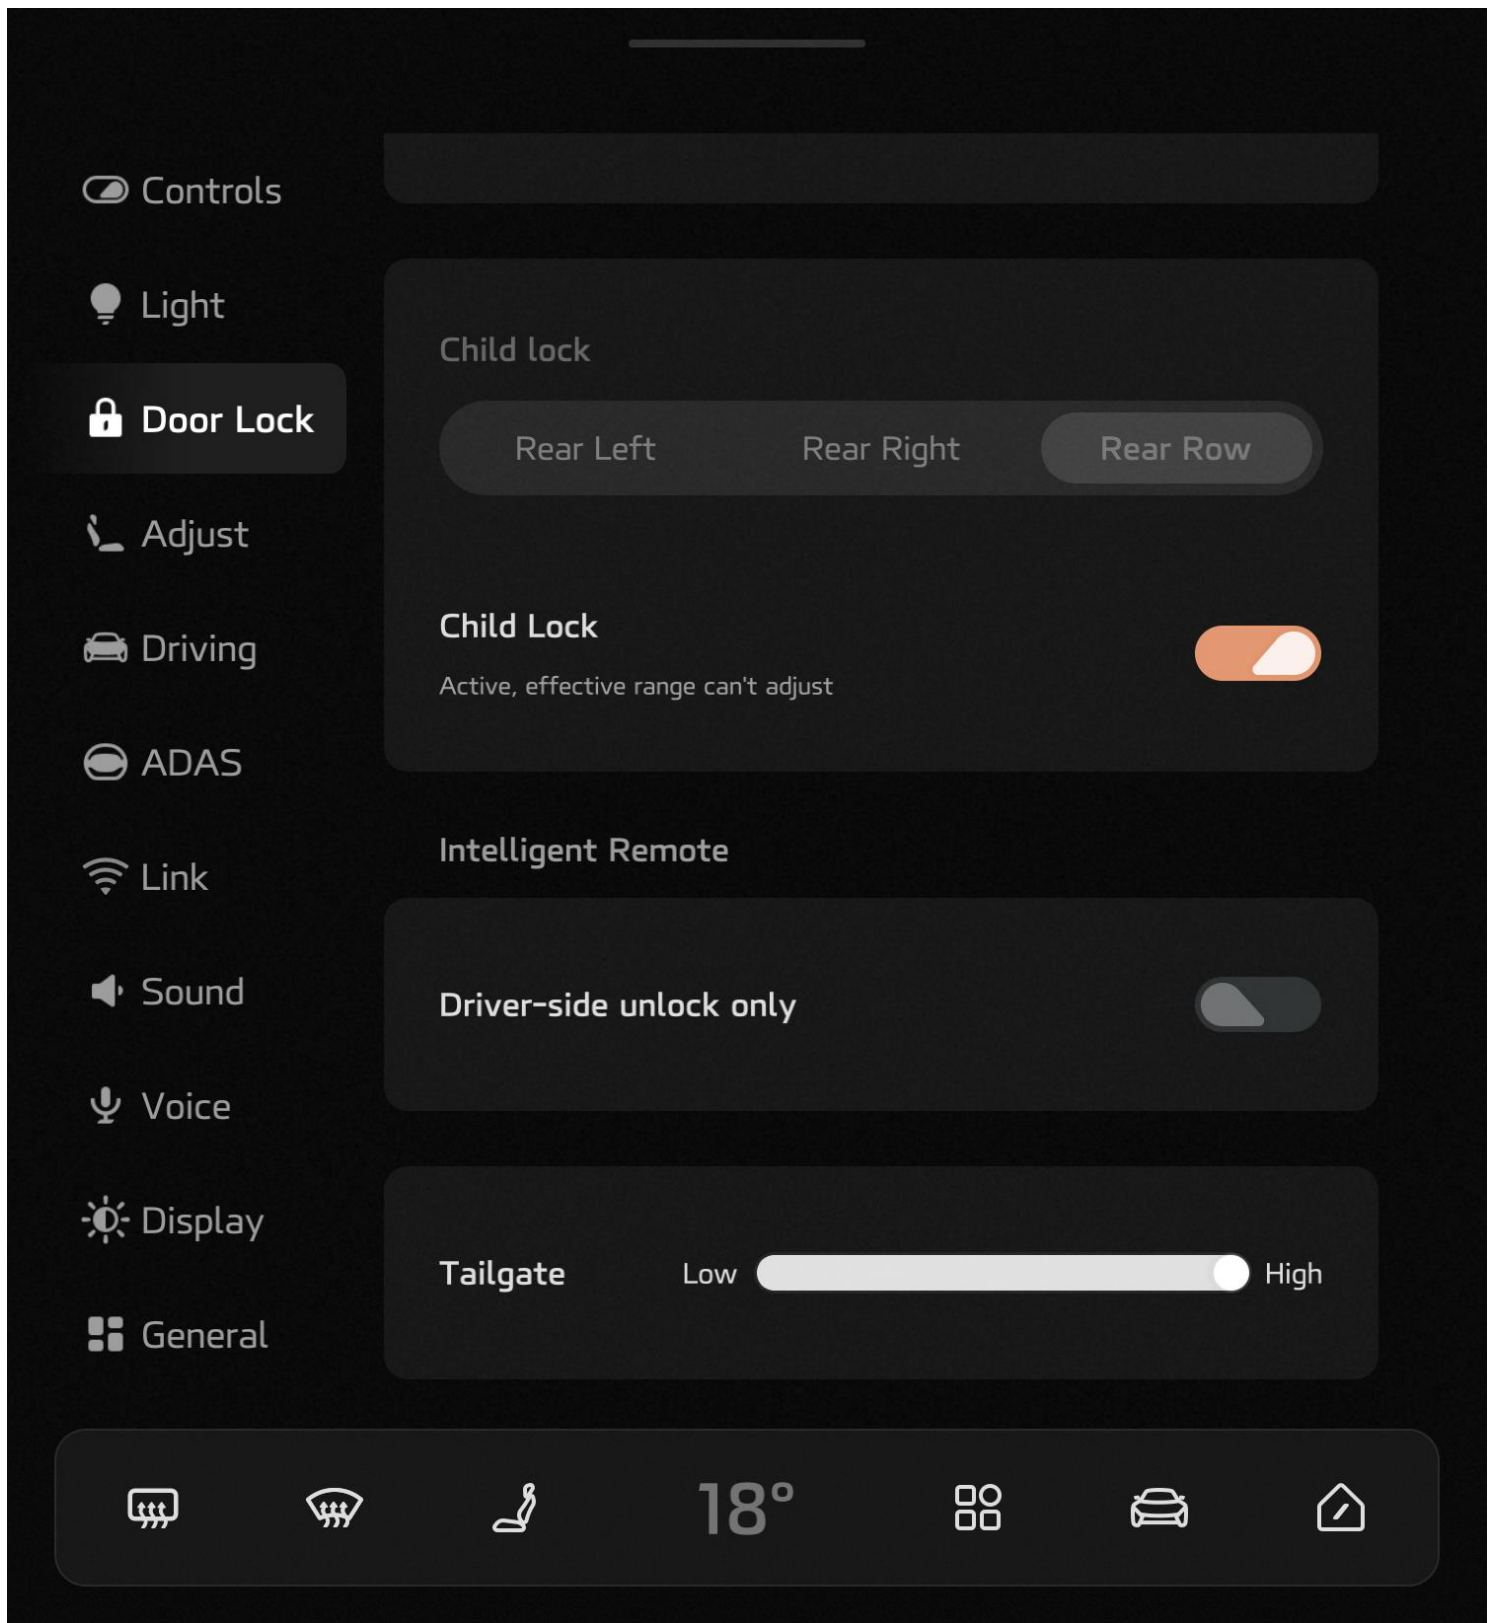 Controls
Light
Door Lock
Adjust
Driving
ADAS
Link
Sound
Voice
Display
General
Child lock
Rear Left Rear Right Rear Row
Child Lock
Active, effective range can't adjust
Intelligent Remote
Driver-side unlock only
Tailgate Low High
18°